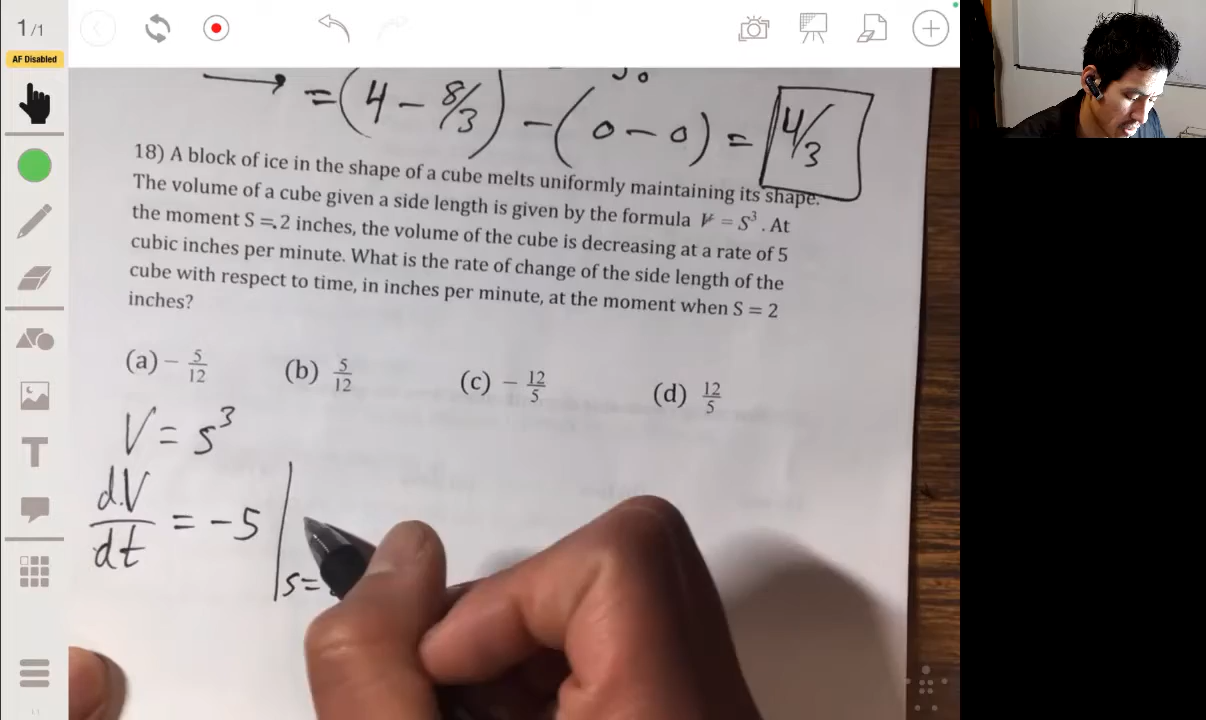 1/1
AF Disabled
= (4 - 8/3) - (0 - 0) = 4/3
18) A block of ice in the shape of a cube melts uniformly maintaining its shape.
The volume of a cube given a side length is given by the formula V = S³. At
the moment S = 2 inches, the volume of the cube is decreasing at a rate of 5
cubic inches per minute. What is the rate of change of the side length of the
cube with respect to time, in inches per minute, at the moment when S = 2
inches?
(a) - 5/12 (b) 5/12 (c) - 12/5 (d) 12/5
V = s³
dV/dt = -5 |
s=
T